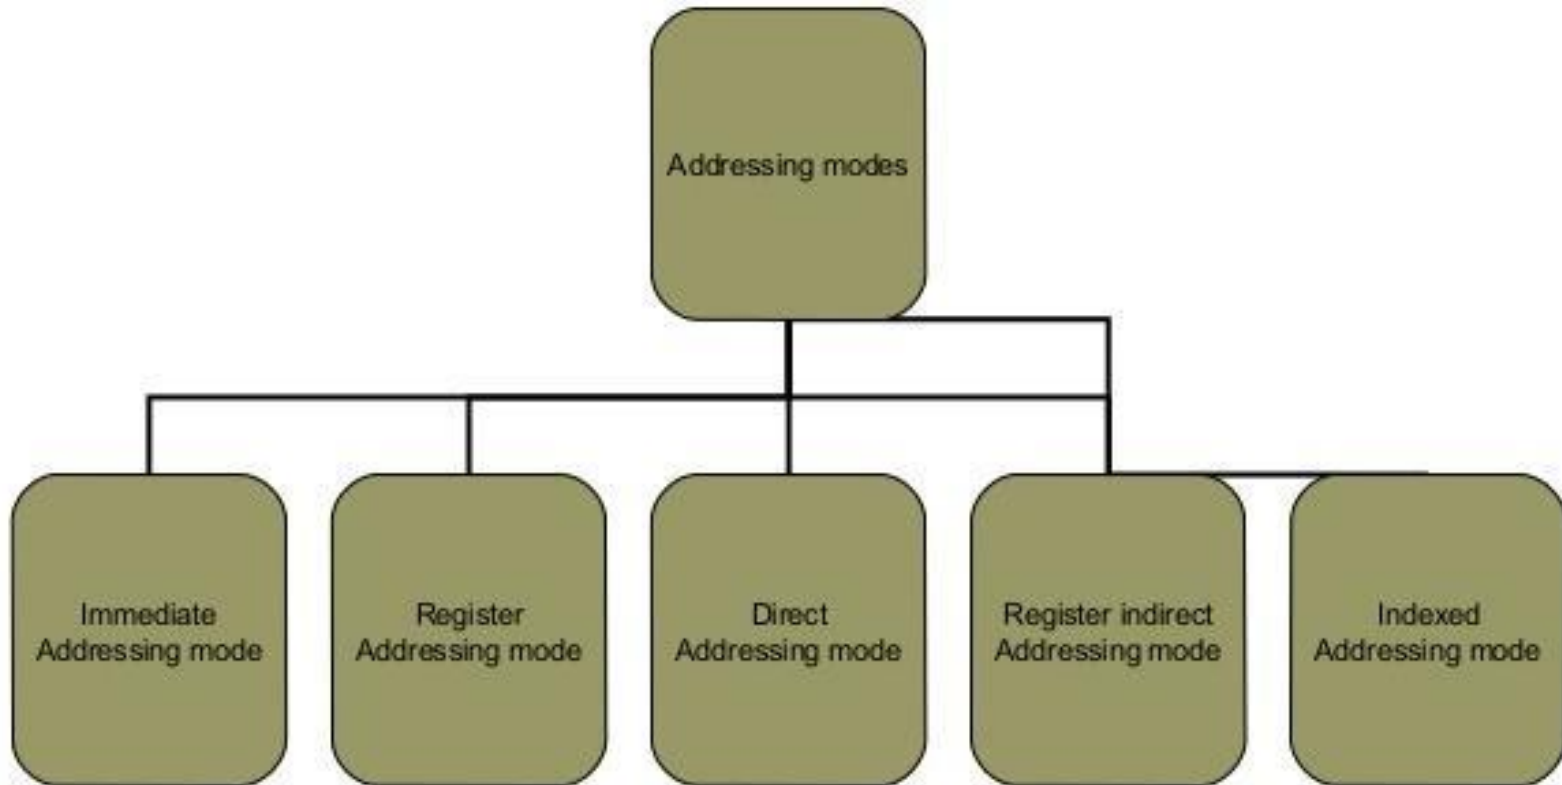 Addressing modes
Immediate
Addressing mode
Register
Addressing mode
Direct
Addressing mode
Register indirect
Addressing mode
Indexed
Addressing mode